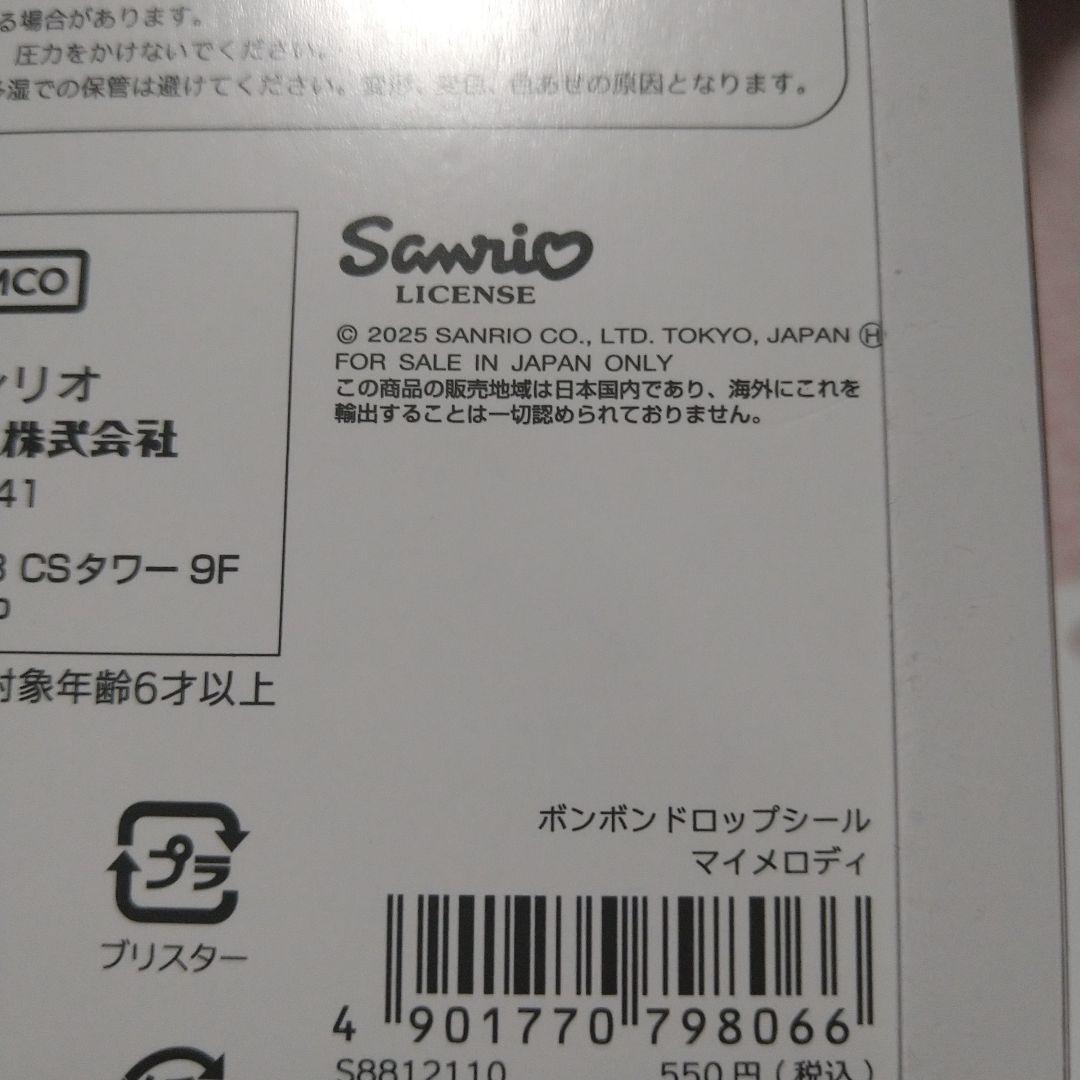 る場合があります。
圧力をかけないでください。
多湿での保管は避けてください。変形、変色、色あせの原因となります。
MCO
Sanrio
LICENSE
© 2025 SANRIO CO., LTD. TOKYO, JAPAN Ⓗ
FOR SALE IN JAPAN ONLY
この商品の販売地域は日本国内であり、海外にこれを
輸出することは一切認められておりません。
ンリオ
株式会社
41
3 CSタワー 9F
対象年齢6才以上
プラ
ブリスター
ボンボンドロップシール
マイメロディ
4 901770 798066
S8812110 550円(税込)